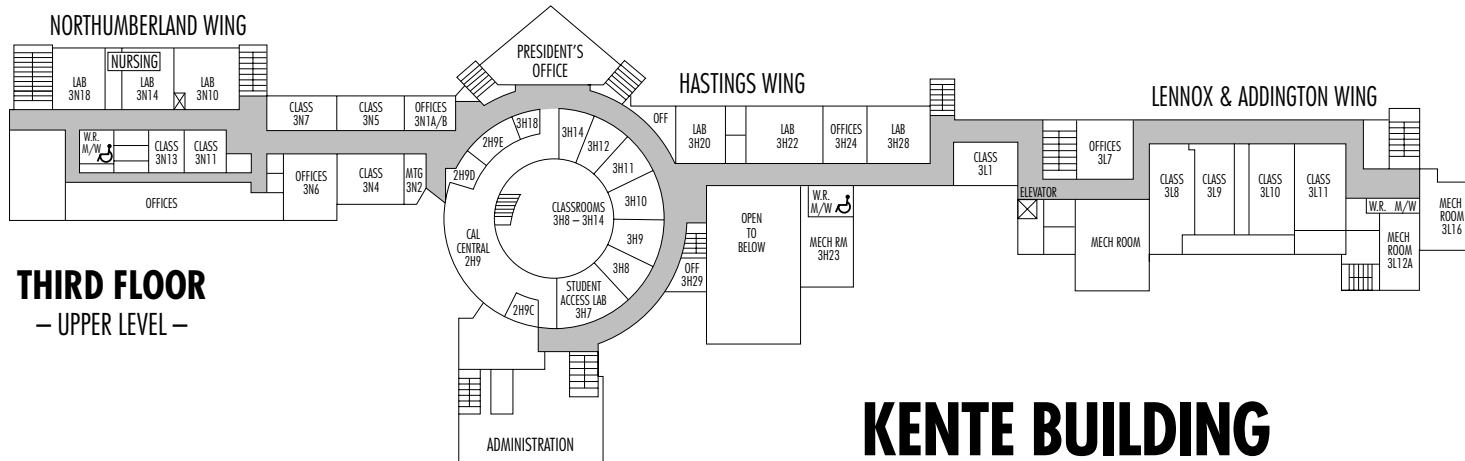 NORTHUMBERLAND WING
NURSING
LAB
3N18
LAB
3N14
LAB
3N10
CLASS
3N7
CLASS
3N5
OFFICES
3N1A/B
W.R.
M/W
CLASS
3N13
CLASS
3N11
OFFICES
OFFICES
3N6
CLASS
3N4
MTG
3N2
PRESIDENT'S
OFFICE
3H18
2H9E
2H9D
3H14
3H12
3H11
3H10
3H9
3H8
CLASSROOMS
3H8 – 3H14
CAL
CENTRAL
2H9
STUDENT
ACCESS LAB
3H7
2H9C
ADMINISTRATION
HASTINGS WING
OFF
LAB
3H20
LAB
3H22
OFFICES
3H24
LAB
3H28
OFF
3H29
OPEN
TO
BELOW
W.R.
M/W
MECH RM
3H23
LENNOX & ADDINGTON WING
CLASS
3L1
OFFICES
3L7
ELEVATOR
MECH ROOM
CLASS
3L8
CLASS
3L9
CLASS
3L10
CLASS
3L11
W.R. M/W
MECH
ROOM
3L12A
MECH
ROOM
3L16
THIRD FLOOR
– UPPER LEVEL –
KENTE BUILDING